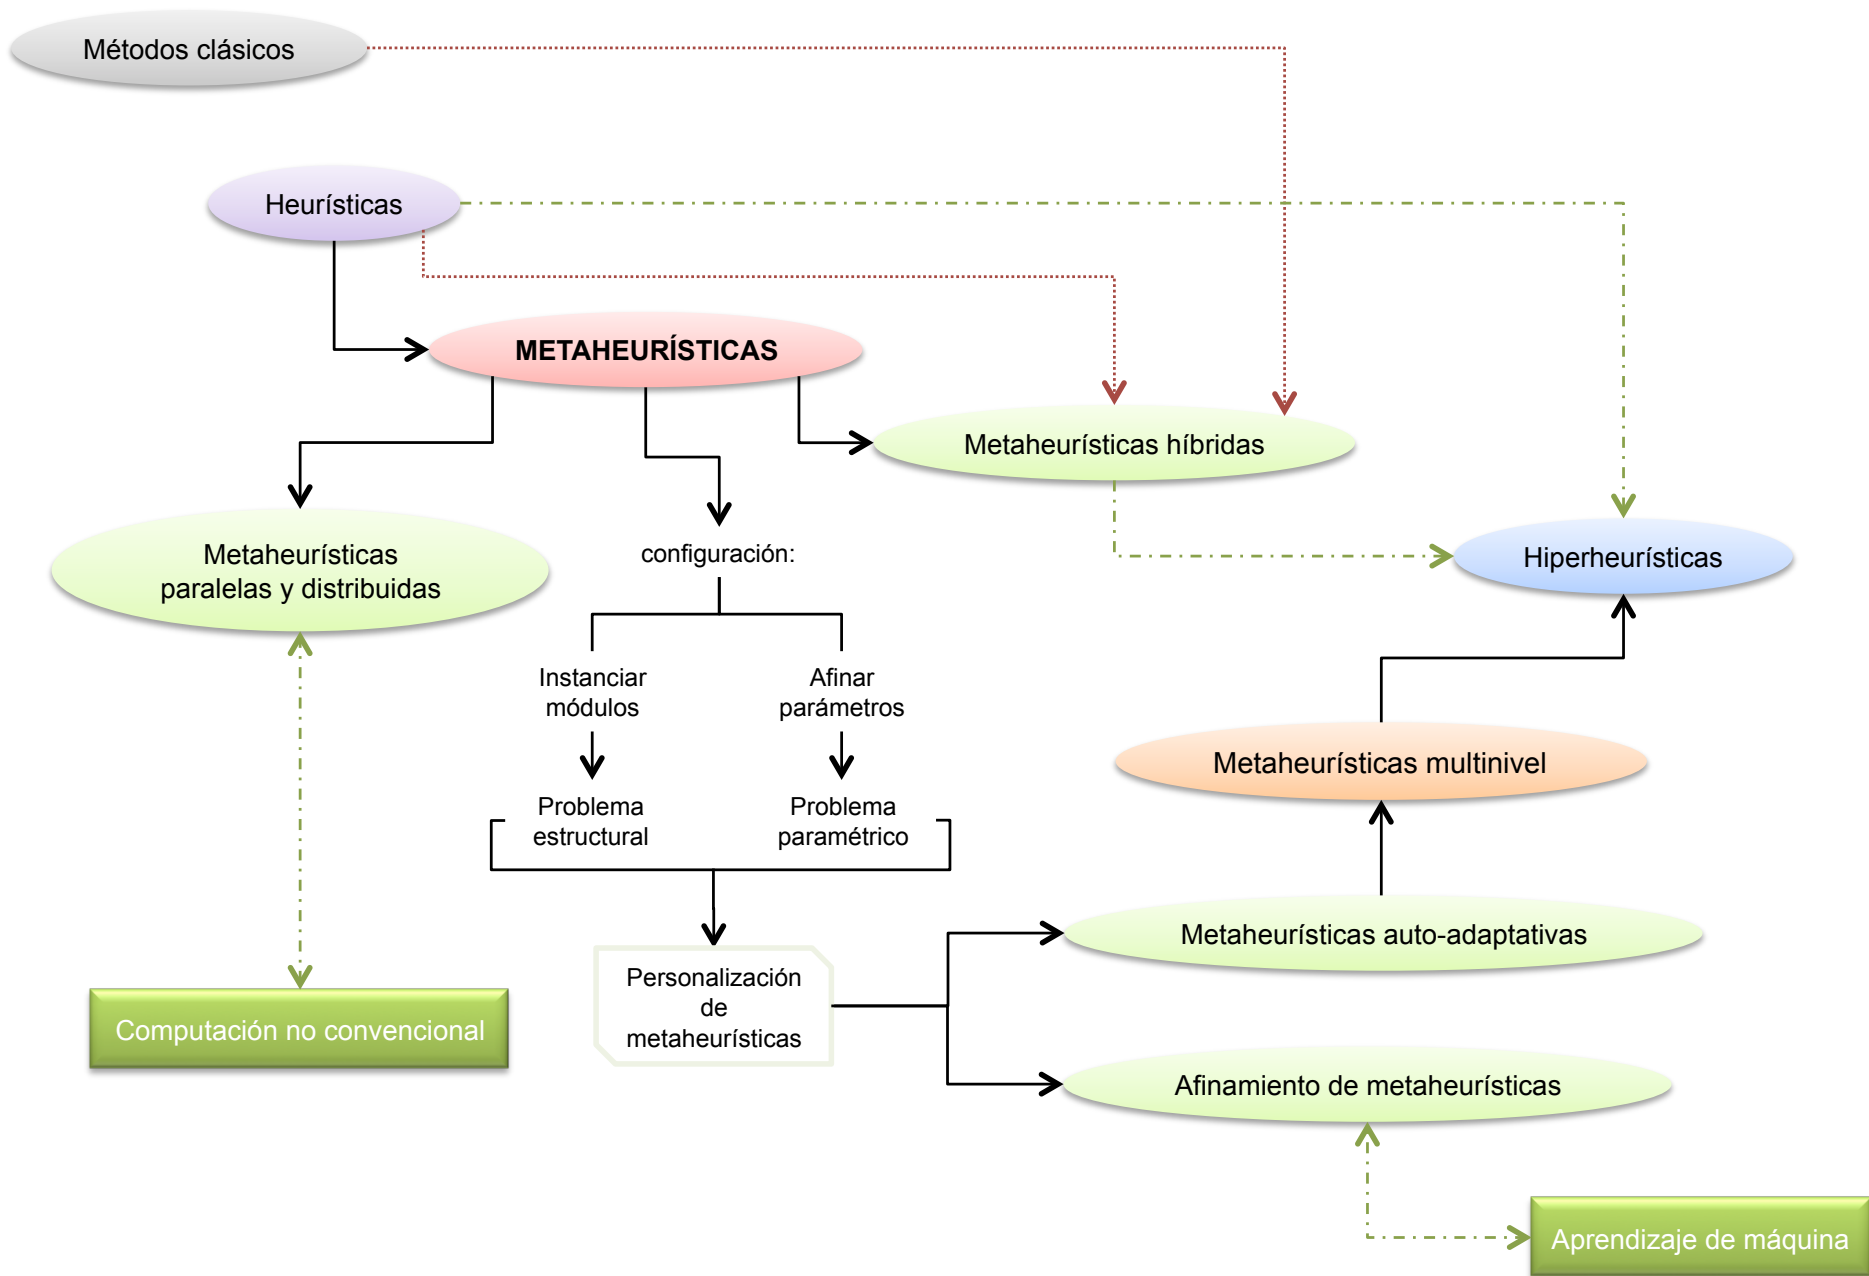 Métodos clásicos
Heurísticas
METAHEURÍSTICAS
Metaheurísticas híbridas
Metaheurísticas
paralelas y distribuidas
configuración:
Hiperheurísticas
Instanciar
módulos
Afinar
parámetros
Metaheurísticas multinivel
Problema
estructural
Problema
paramétrico
Metaheurísticas auto-adaptativas
Personalización
de
metaheurísticas
Computación no convencional
Afinamiento de metaheurísticas
Aprendizaje de máquina